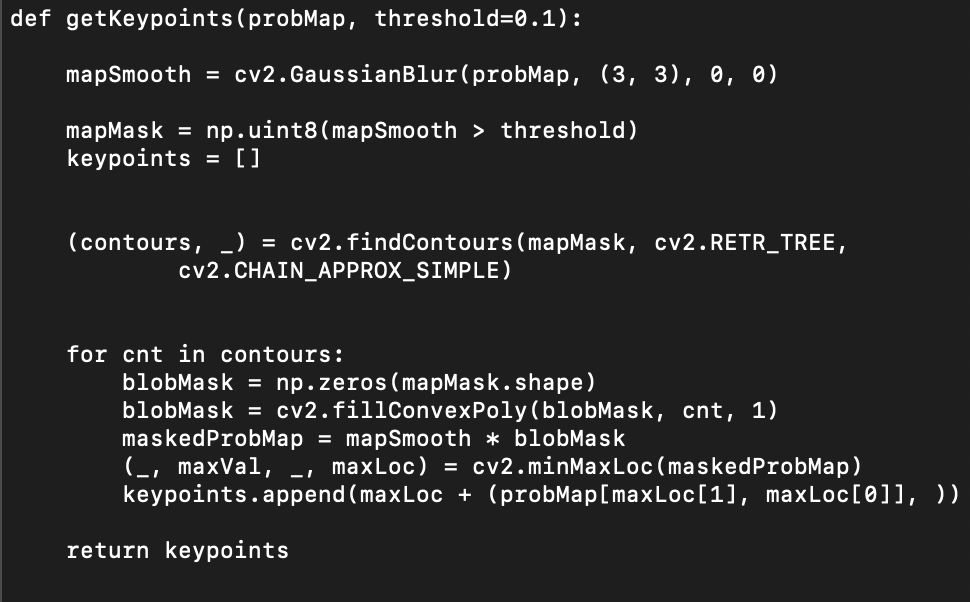 def getKeypoints(probMap, threshold=0.1):
mapSmooth = cv2.GaussianBlur(probMap, (3, 3), 0, 0)
mapMask = np.uint8(mapSmooth > threshold)
keypoints = []
(contours, _) = cv2.findContours(mapMask, cv2.RETR_TREE,
cv2.CHAIN_APPROX_SIMPLE)
for cnt in contours:
blobMask = np.zeros(mapMask.shape)
blobMask = cv2.fillConvexPoly(blobMask, cnt, 1)
maskedProbMap = mapSmooth * blobMask
(_, maxVal, _, maxLoc) = cv2.minMaxLoc(maskedProbMap)
keypoints.append(maxLoc + (probMap[maxLoc[1], maxLoc[0]], ))
return keypoints